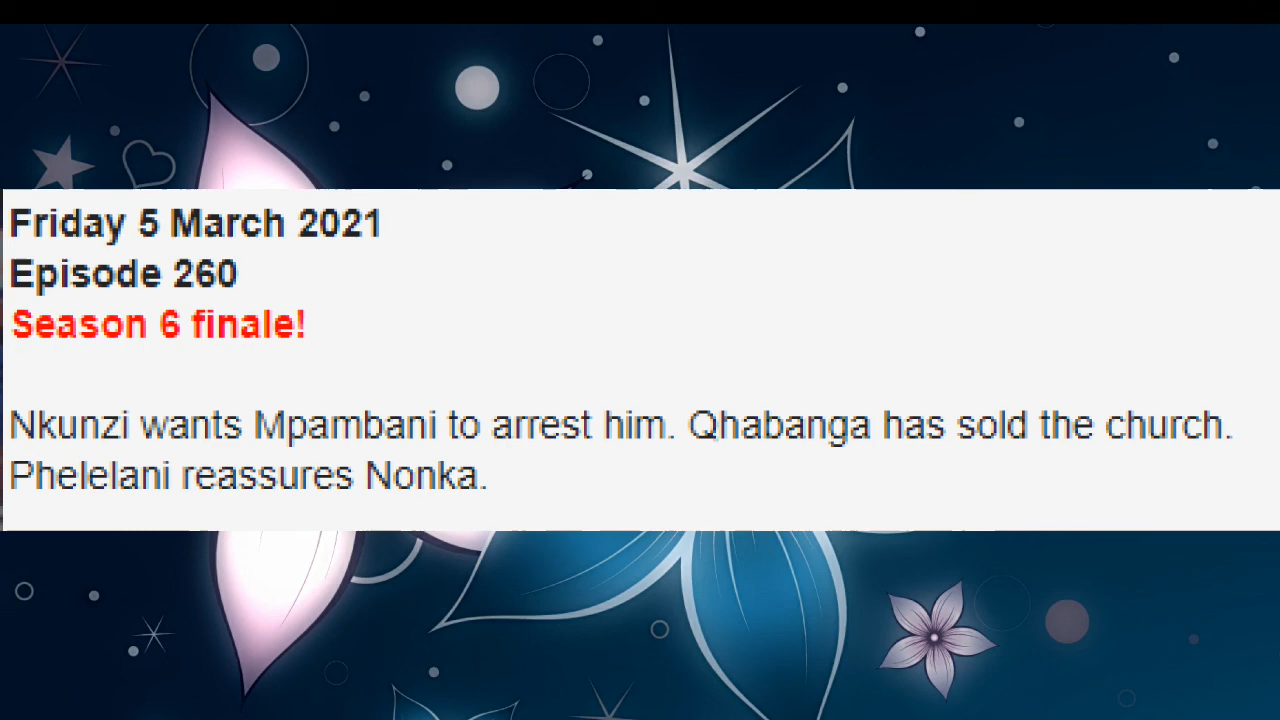 Friday 5 March 2021
Episode 260
Season 6 finale!
Nkunzi wants Mpambani to arrest him. Qhabanga has sold the church.
Phelelani reassures Nonka.